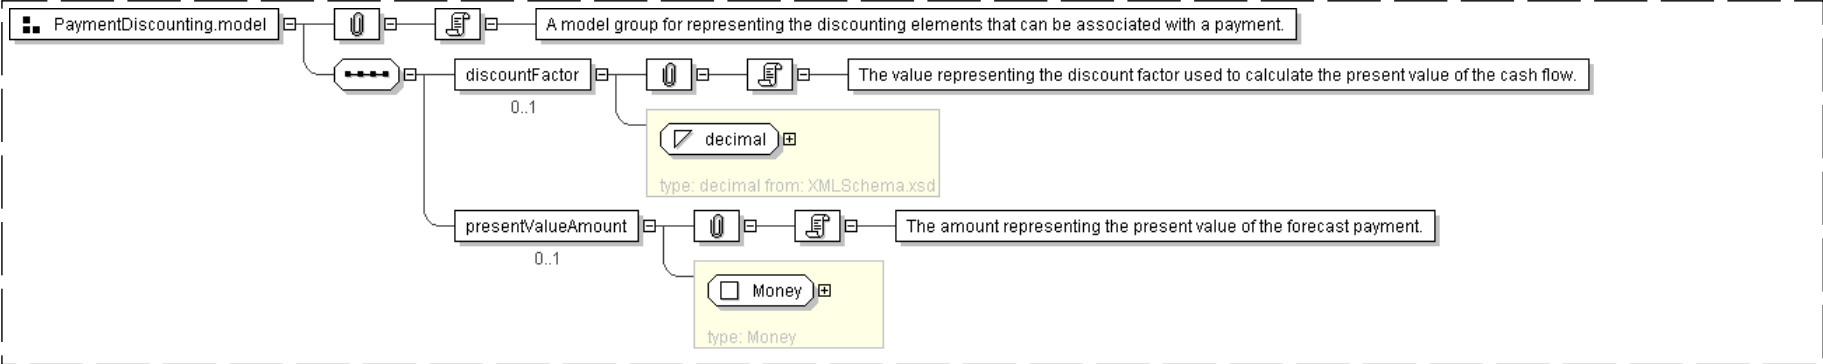 PaymentDiscounting.model
A model group for representing the discounting elements that can be associated with a payment.
discountFactor
The value representing the discount factor used to calculate the present value of the cash flow.
0..1
decimal
type: decimal from: XMLSchema.xsd
presentValueAmount
The amount representing the present value of the forecast payment.
0..1
Money
type: Money